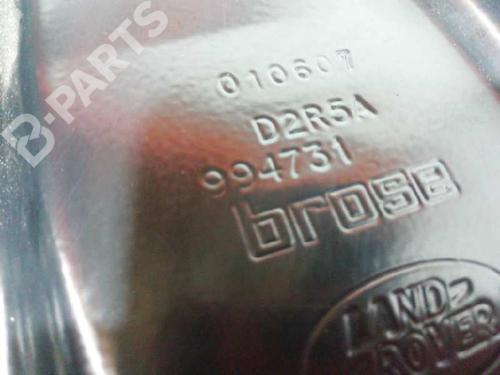 B-PARTS
010607
D2R5A
994731
brose
LAND
ROVER